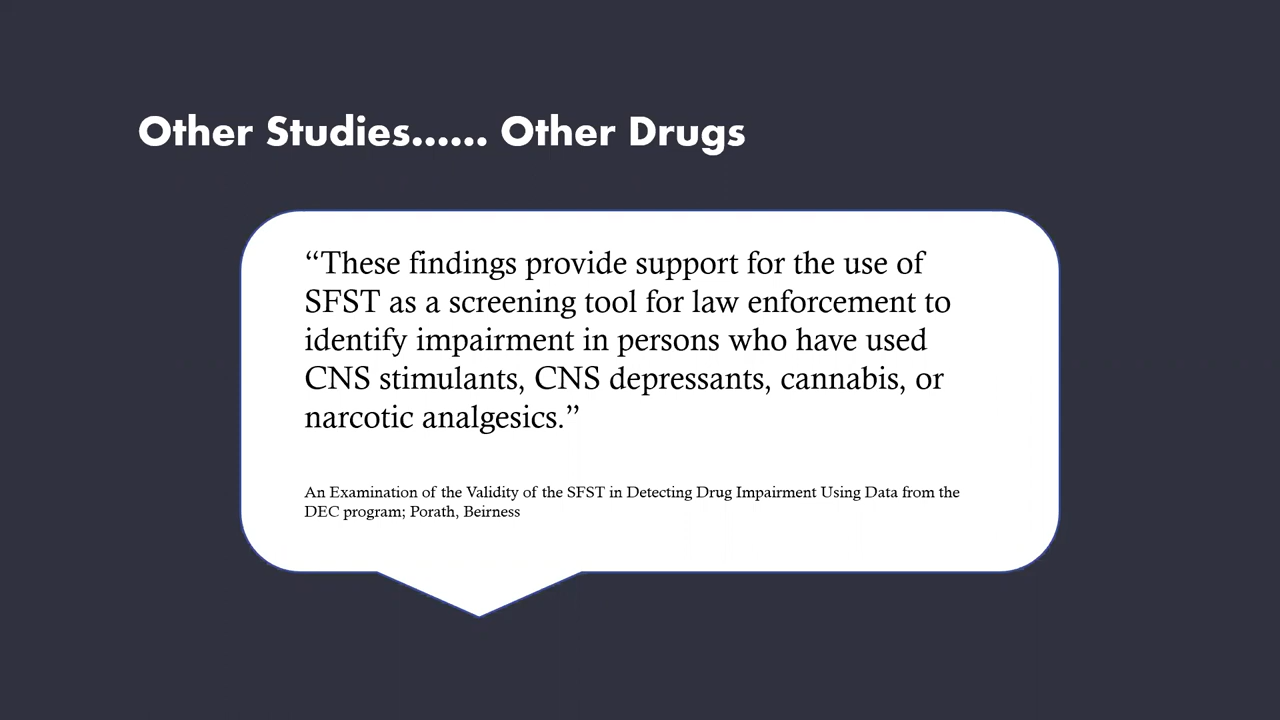 Other Studies...... Other Drugs
“These findings provide support for the use of
SFST as a screening tool for law enforcement to
identify impairment in persons who have used
CNS stimulants, CNS depressants, cannabis, or
narcotic analgesics.”
An Examination of the Validity of the SFST in Detecting Drug Impairment Using Data from the
DEC program; Porath, Beirness